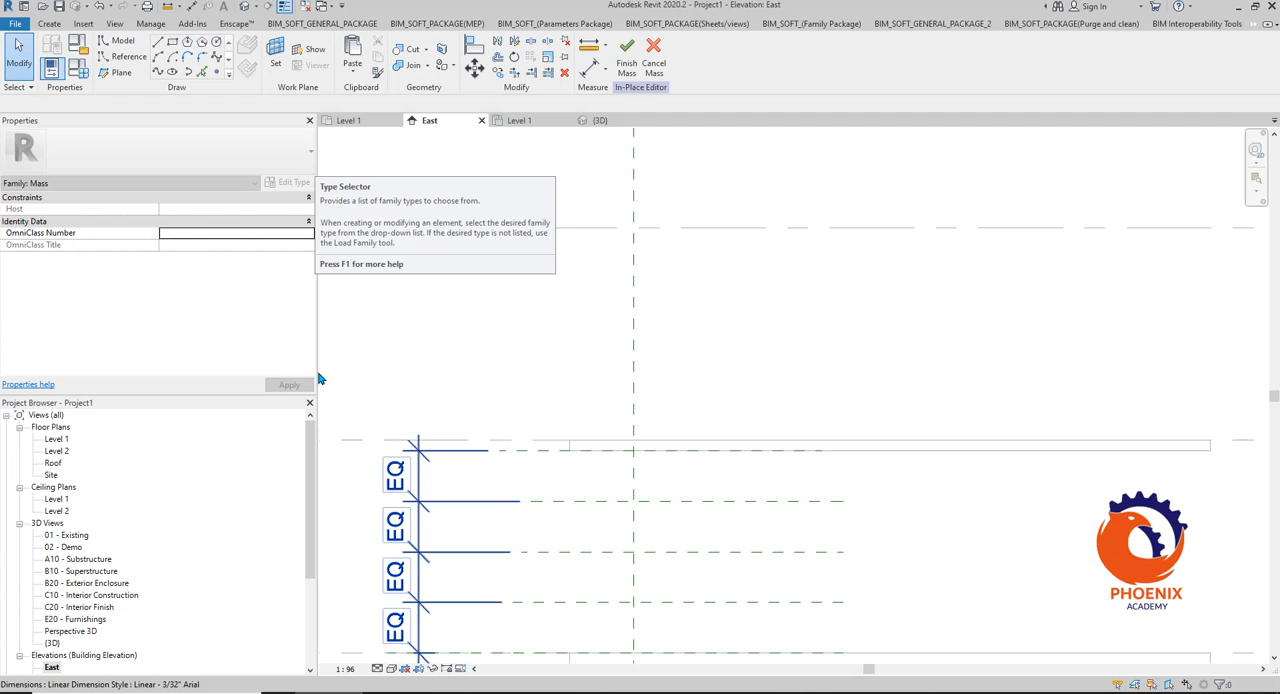 Autodesk Revit 2020.2 - Project1 - Elevation: East
Sign In
File Create Insert View Manage Add-Ins Enscape™ BIM_SOFT_GENERAL_PACKAGE BIM_SOFT_PACKAGE(MEP) BIM_SOFT_(Parameters Package) BIM_SOFT_PACKAGE(Sheets/views) BIM_SOFT_(Family Package) BIM_SOFT_GENERAL_PACKAGE_2 BIM_SOFT_PACKAGE(Purge and clean) BIM Interoperability Tools
Modify
Model
Reference
Plane
Set
Show
Viewer
Paste
Cut
Join
Finish
Mass
Cancel
Mass
Select Properties Draw Work Plane Clipboard Geometry Modify Measure In-Place Editor
Properties
Level 1 East Level 1 {3D}
R
Family: Mass
Edit Type
Constraints
Host
Identity Data
OmniClass Number
OmniClass Title
Type Selector
Provides a list of family types to choose from.
When creating or modifying an element, select the desired family
type from the drop-down list. If the desired type is not listed, use
the Load Family tool.
Press F1 for more help
Properties help
Apply
Project Browser - Project1
Views (all)
Floor Plans
Level 1
Level 2
Roof
Site
Ceiling Plans
Level 1
Level 2
3D Views
01 - Existing
02 - Demo
A10 - Substructure
B10 - Superstructure
B20 - Exterior Enclosure
C10 - Interior Construction
C20 - Interior Finish
E20 - Furnishings
Perspective 3D
{3D}
Elevations (Building Elevation)
East
EQ
EQ
EQ
EQ
PHOENIX
ACADEMY
1 : 96
Dimensions : Linear Dimension Style : Linear - 3/32" Arial
:0